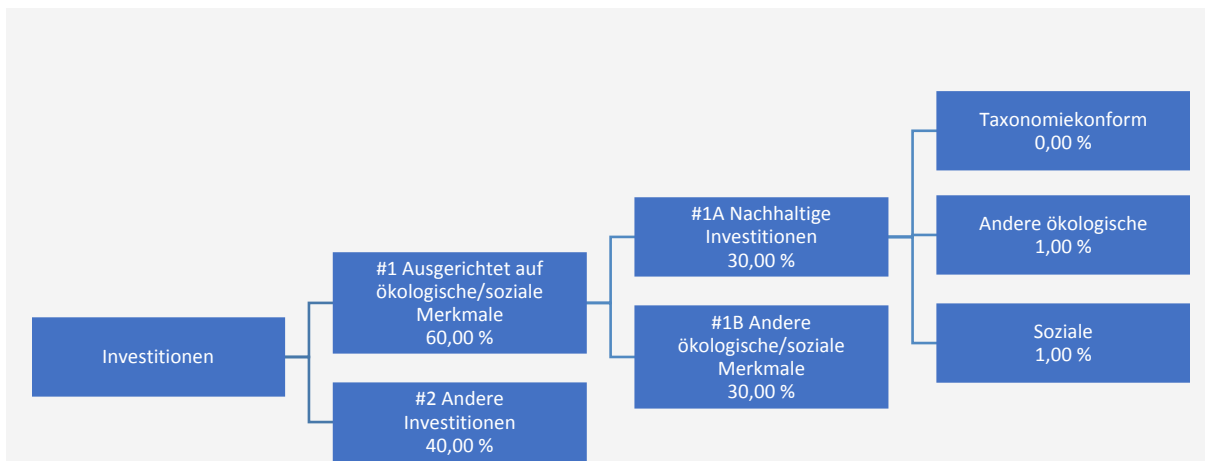 Investitionen
#1 Ausgerichtet auf
ökologische/soziale
Merkmale
60,00 %
#2 Andere
Investitionen
40,00 %
#1A Nachhaltige
Investitionen
30,00 %
#1B Andere
ökologische/soziale
Merkmale
30,00 %
Taxonomiekonform
0,00 %
Andere ökologische
1,00 %
Soziale
1,00 %